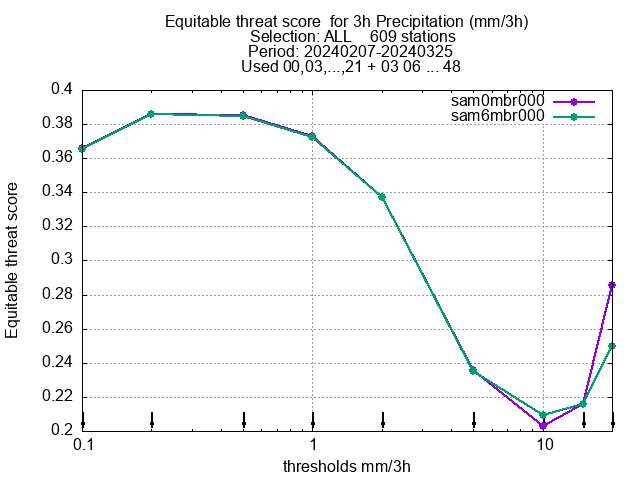 Equitable threat score for 3h Precipitation (mm/3h)
Selection: ALL 609 stations
Period: 20240207-20240325
Used 00,03,...,21 + 03 06 ... 48
sam0mbr000
sam6mbr000
Equitable threat score
0.4
0.38
0.36
0.34
0.32
0.3
0.28
0.26
0.24
0.22
0.2
0.1
1
10
thresholds mm/3h